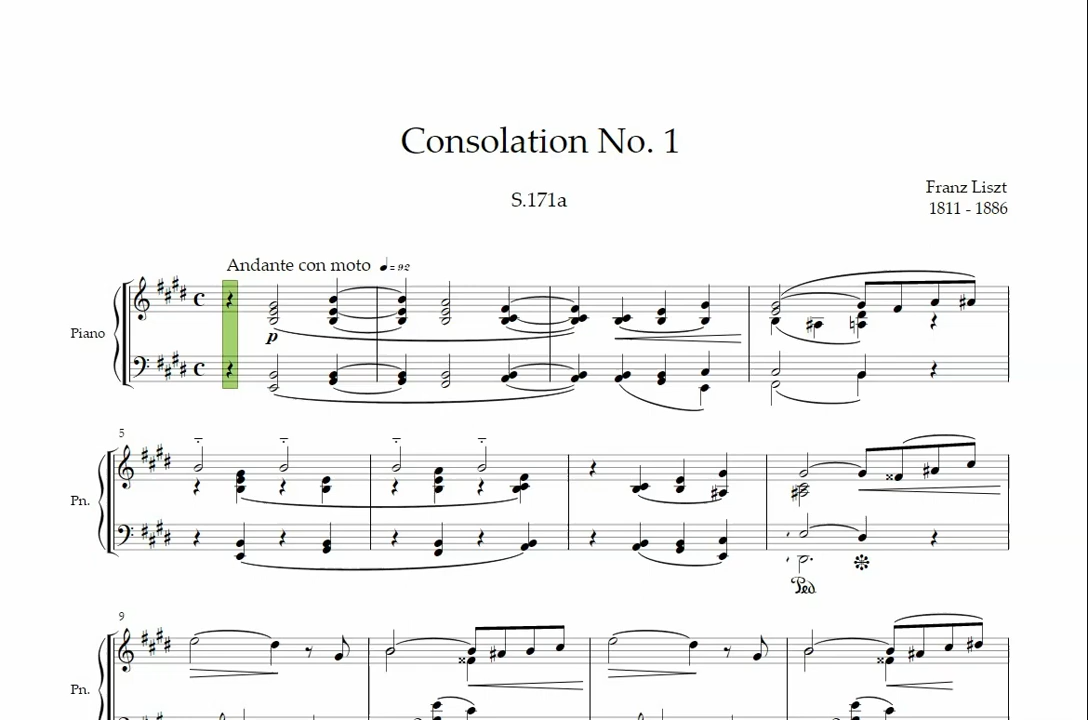 Consolation No. 1
S.171a
Franz Liszt
1811 - 1886
Andante con moto ♩ = 92
Piano
p
5
Pn.
Ped
9
Pn.